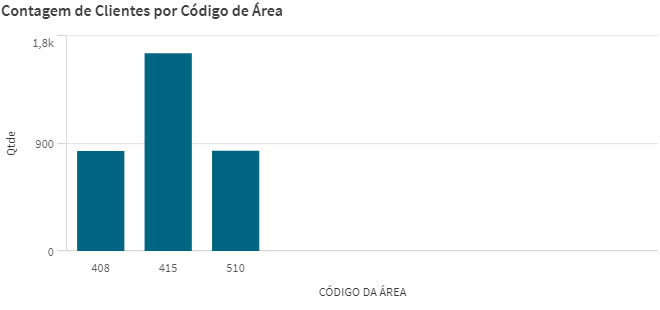 Contagem de Clientes por Código de Área
1,8k
900
0
Qtde
408 415 510
CÓDIGO DA ÁREA